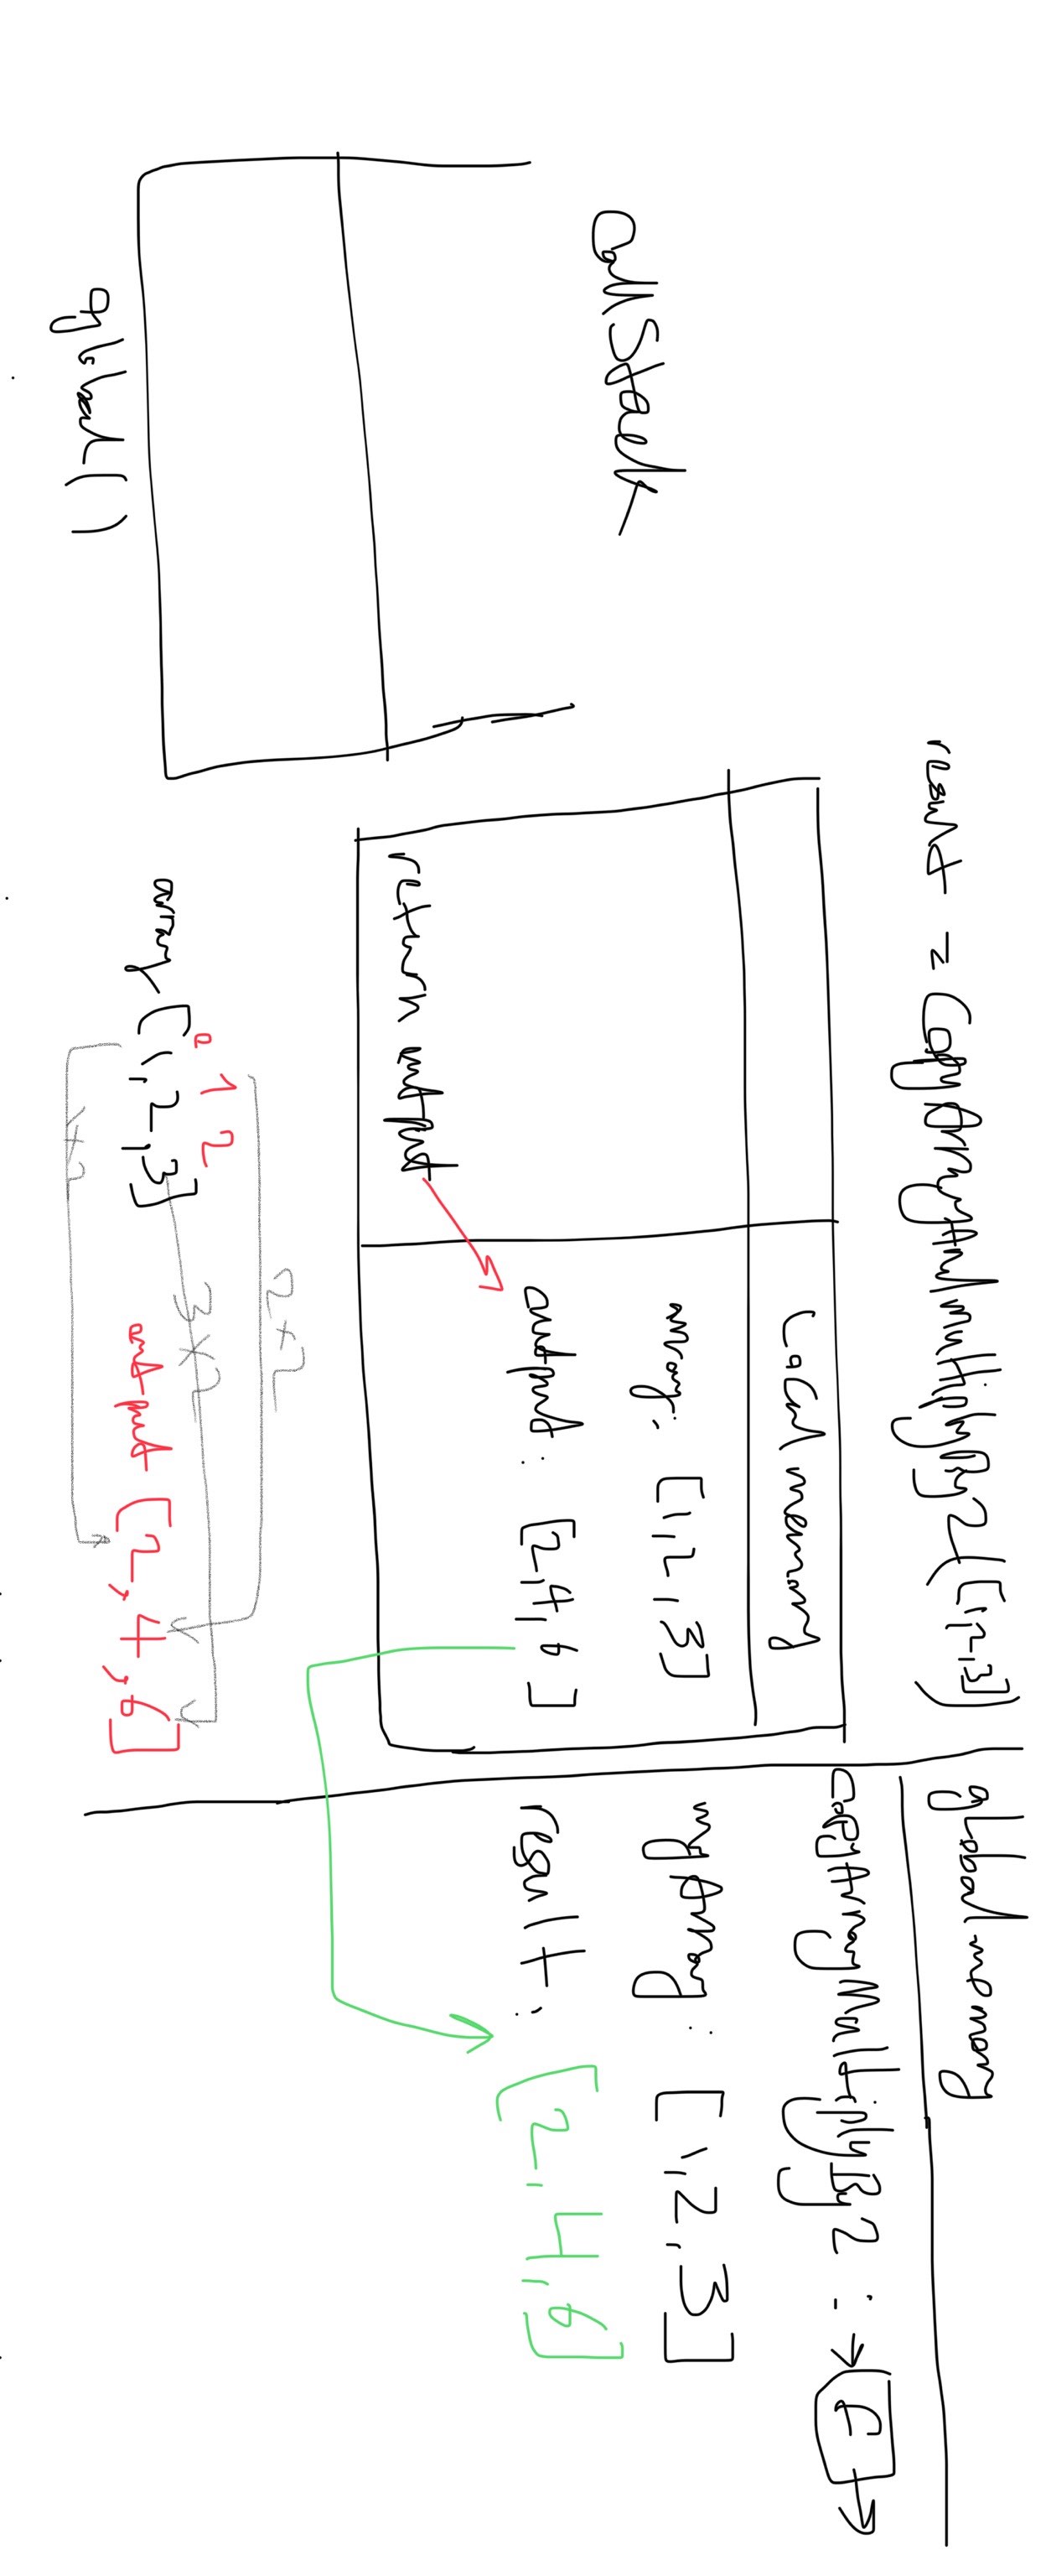 result = CopyArrayAndMultiplyBy2([1,2,3])
global memory
copyArrayMultiplyBy2 : → f →
Local memory
array: [1,2,3]
myArray: [1,2,3]
callStack
output: [2,4,6]
result: [2,4,6]
return output
2×2
0 1 2
3×2
array [1,2,3]
output [2,4,6]
1×2
global()